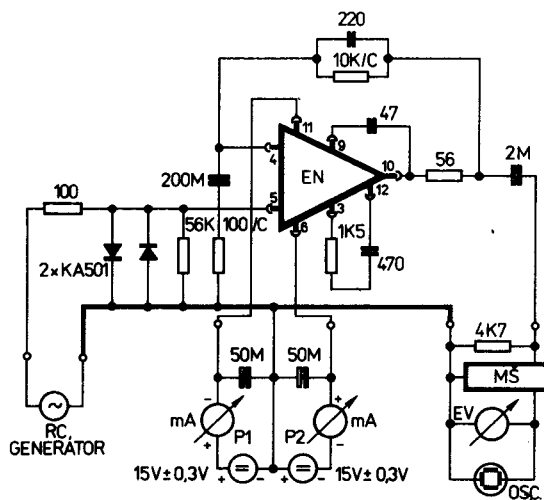 220
10K/C
47
11
9
4
200M
EN
10
56
2M
100
5
12
56K
100/C
6
3
1K5
470
2×KA501
4K7
50M
50M
MŠ
RC
GENERÁTOR
mA
P1
P2
mA
EV
15V±0,3V
15V±0,3V
OSC
- + - +
+ - + - + -